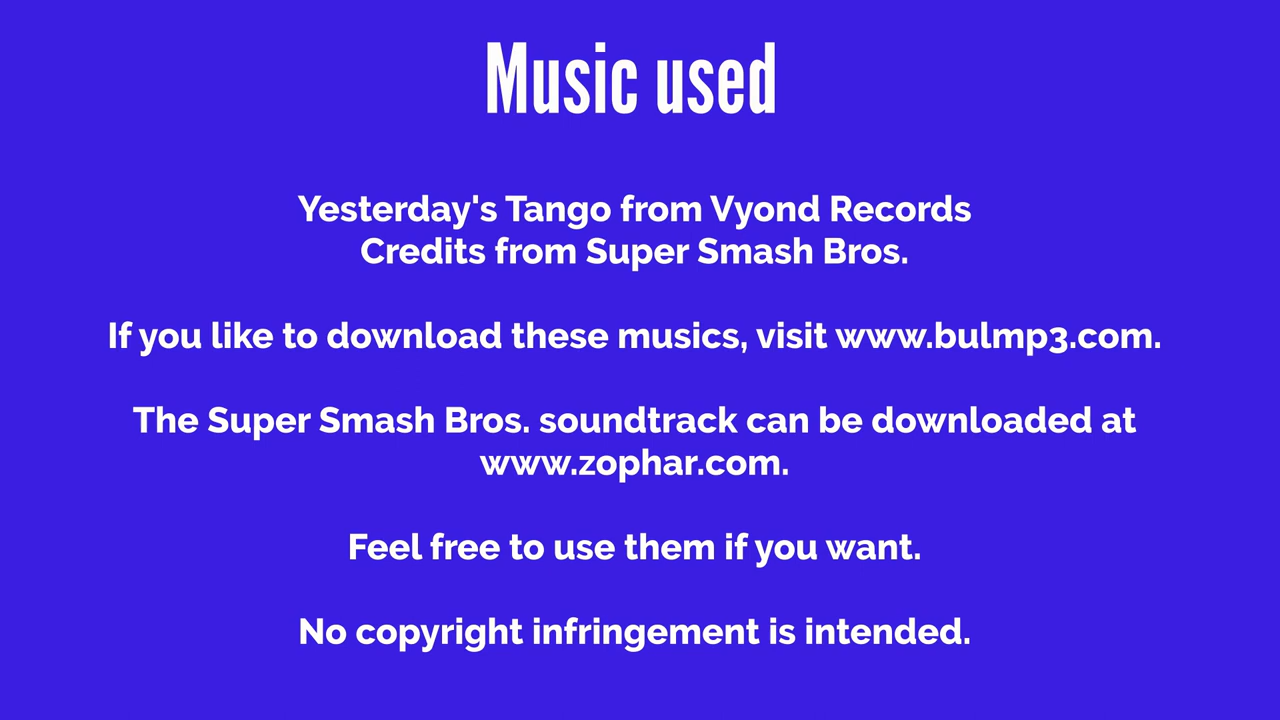 Music used
Yesterday's Tango from Vyond Records
Credits from Super Smash Bros.
If you like to download these musics, visit www.bulmp3.com.
The Super Smash Bros. soundtrack can be downloaded at
www.zophar.com.
Feel free to use them if you want.
No copyright infringement is intended.